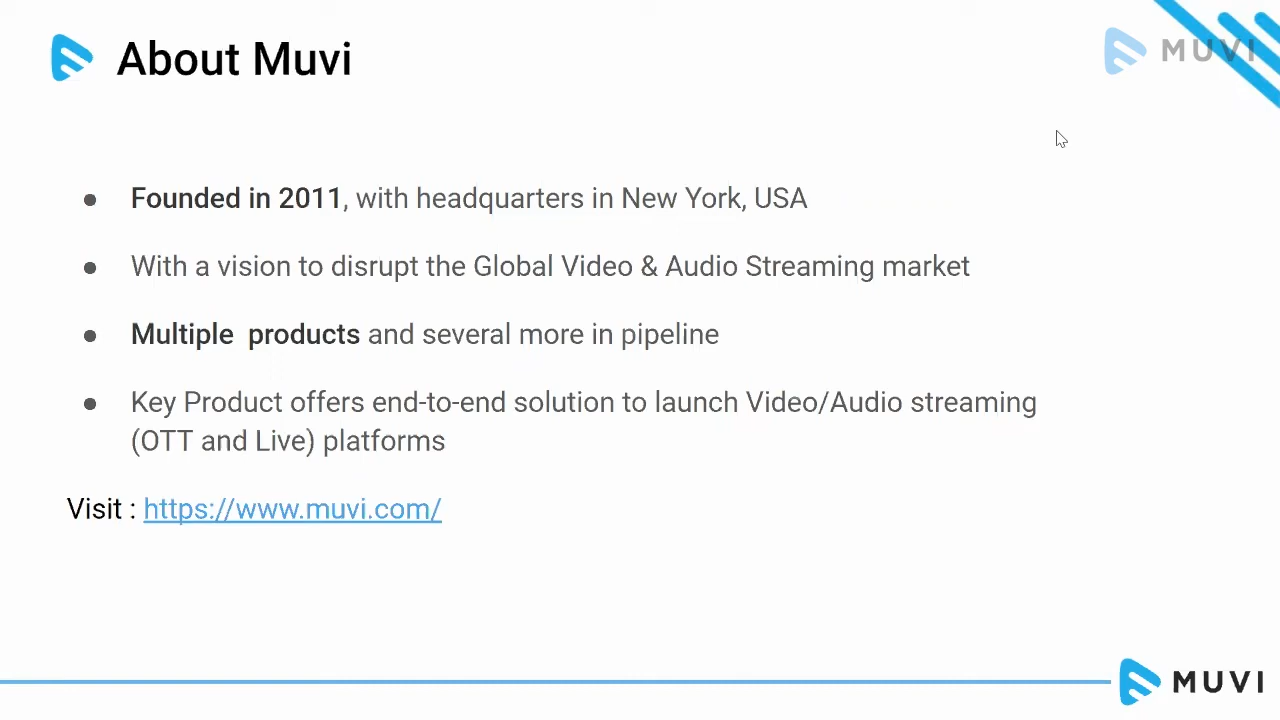 About Muvi
MUVI
● Founded in 2011, with headquarters in New York, USA
● With a vision to disrupt the Global Video & Audio Streaming market
● Multiple products and several more in pipeline
● Key Product offers end-to-end solution to launch Video/Audio streaming
(OTT and Live) platforms
Visit : https://www.muvi.com/
MUVI